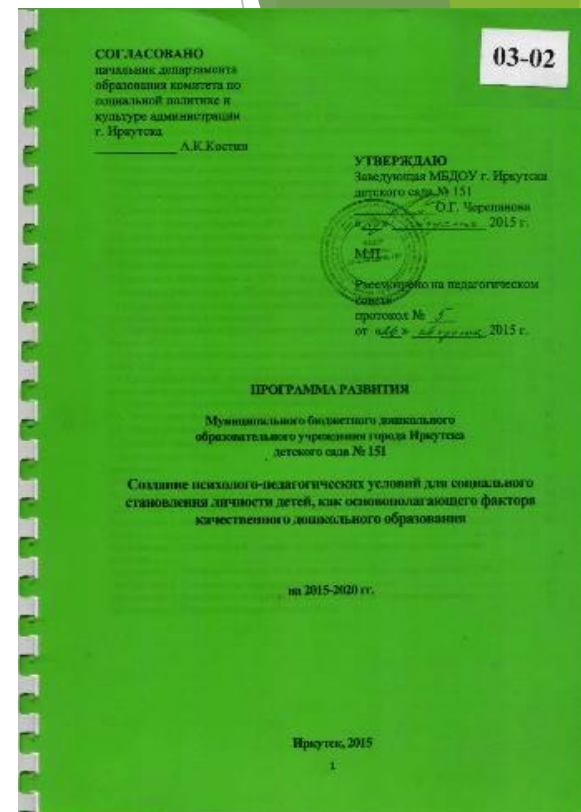 03-02
СОГЛАСОВАНО
начальник департамента
образования комитета по
социальной политике и
культуре администрации
г. Иркутска
А.К.Костин
УТВЕРЖДАЮ
Заведующая МБДОУ г. Иркутска
детского сада № 151
О.Г. Черепанова
2015 г.
М.П.
Рассмотрено на педагогическом
совете
протокол № 5
от «26» августа 2015 г.
ПРОГРАММА РАЗВИТИЯ
Муниципального бюджетного дошкольного
образовательного учреждения города Иркутска
детского сада № 151
Создание психолого-педагогических условий для социального
становления личности детей, как основополагающего фактора
качественного дошкольного образования
на 2015-2020 гг.
Иркутск, 2015
1